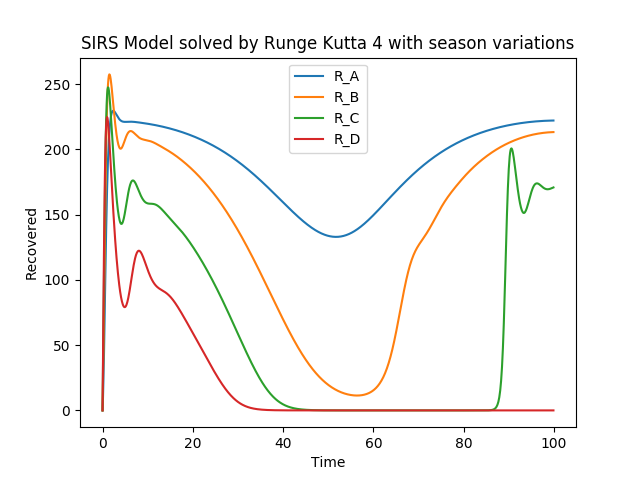 SIRS Model solved by Runge Kutta 4 with season variations
R_A
R_B
R_C
R_D
Recovered
250
200
150
100
50
0
0 20 40 60 80 100
Time